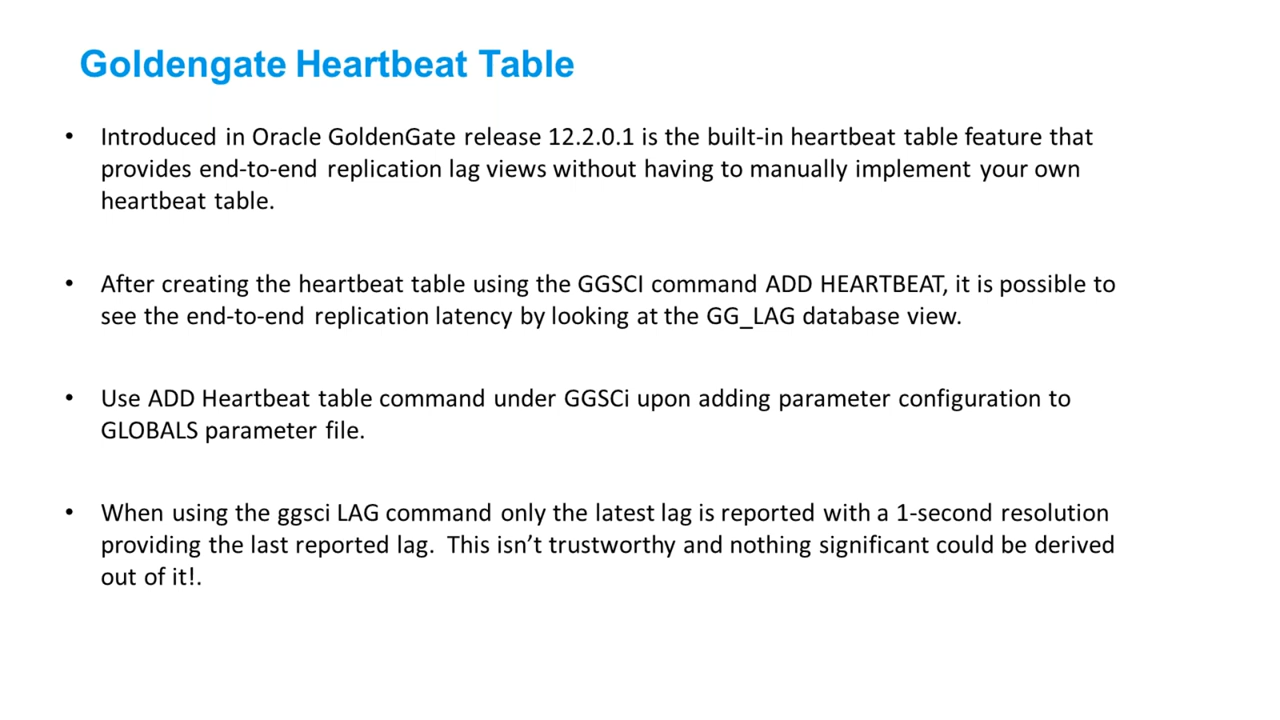 Goldengate Heartbeat Table
• Introduced in Oracle GoldenGate release 12.2.0.1 is the built-in heartbeat table feature that
provides end-to-end replication lag views without having to manually implement your own
heartbeat table.
• After creating the heartbeat table using the GGSCI command ADD HEARTBEAT, it is possible to
see the end-to-end replication latency by looking at the GG_LAG database view.
• Use ADD Heartbeat table command under GGSCi upon adding parameter configuration to
GLOBALS parameter file.
• When using the ggsci LAG command only the latest lag is reported with a 1-second resolution
providing the last reported lag.  This isn’t trustworthy and nothing significant could be derived
out of it!.